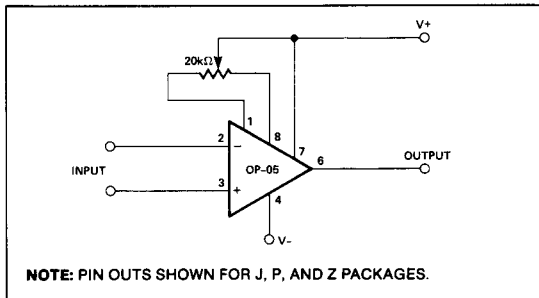 V+
20kΩ
1
8
2
−
7
OP-05
6
OUTPUT
INPUT
3
+
4
V−
NOTE: PIN OUTS SHOWN FOR J, P, AND Z PACKAGES.